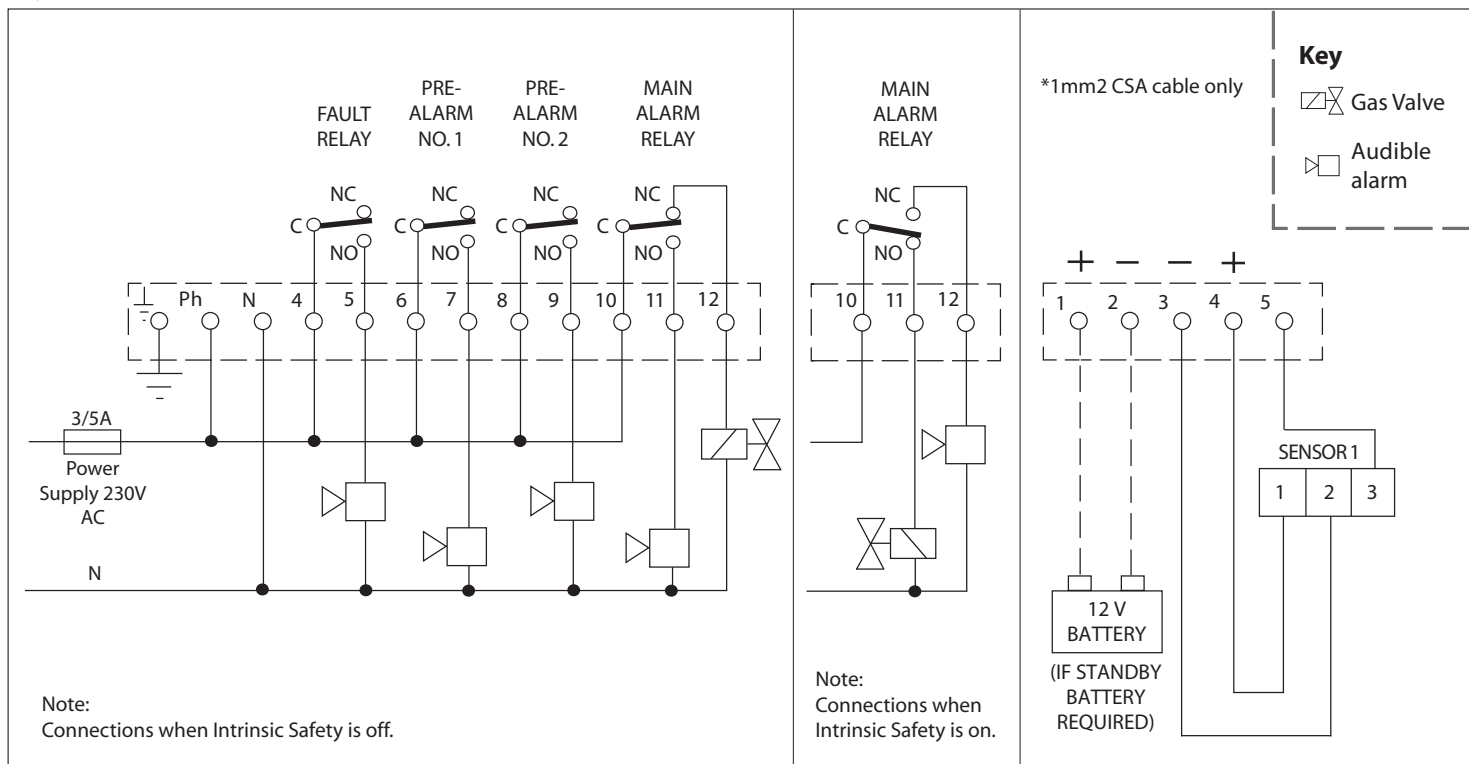 FAULT
RELAY
PRE-
ALARM
NO. 1
PRE-
ALARM
NO. 2
MAIN
ALARM
RELAY
NC
NC
NC
NC
C
C
C
C
NO
NO
NO
NO
Ph
N
4
5
6
7
8
9
10
11
12
3/5A
Power
Supply 230V
AC
N
Note:
Connections when Intrinsic Safety is off.
MAIN
ALARM
RELAY
NC
C
NO
10
11
12
Note:
Connections when
Intrinsic Safety is on.
*1mm2 CSA cable only
Key
Gas Valve
Audible
alarm
+ − − +
1
2
3
4
5
SENSOR 1
1
2
3
12 V
BATTERY
(IF STANDBY
BATTERY
REQUIRED)